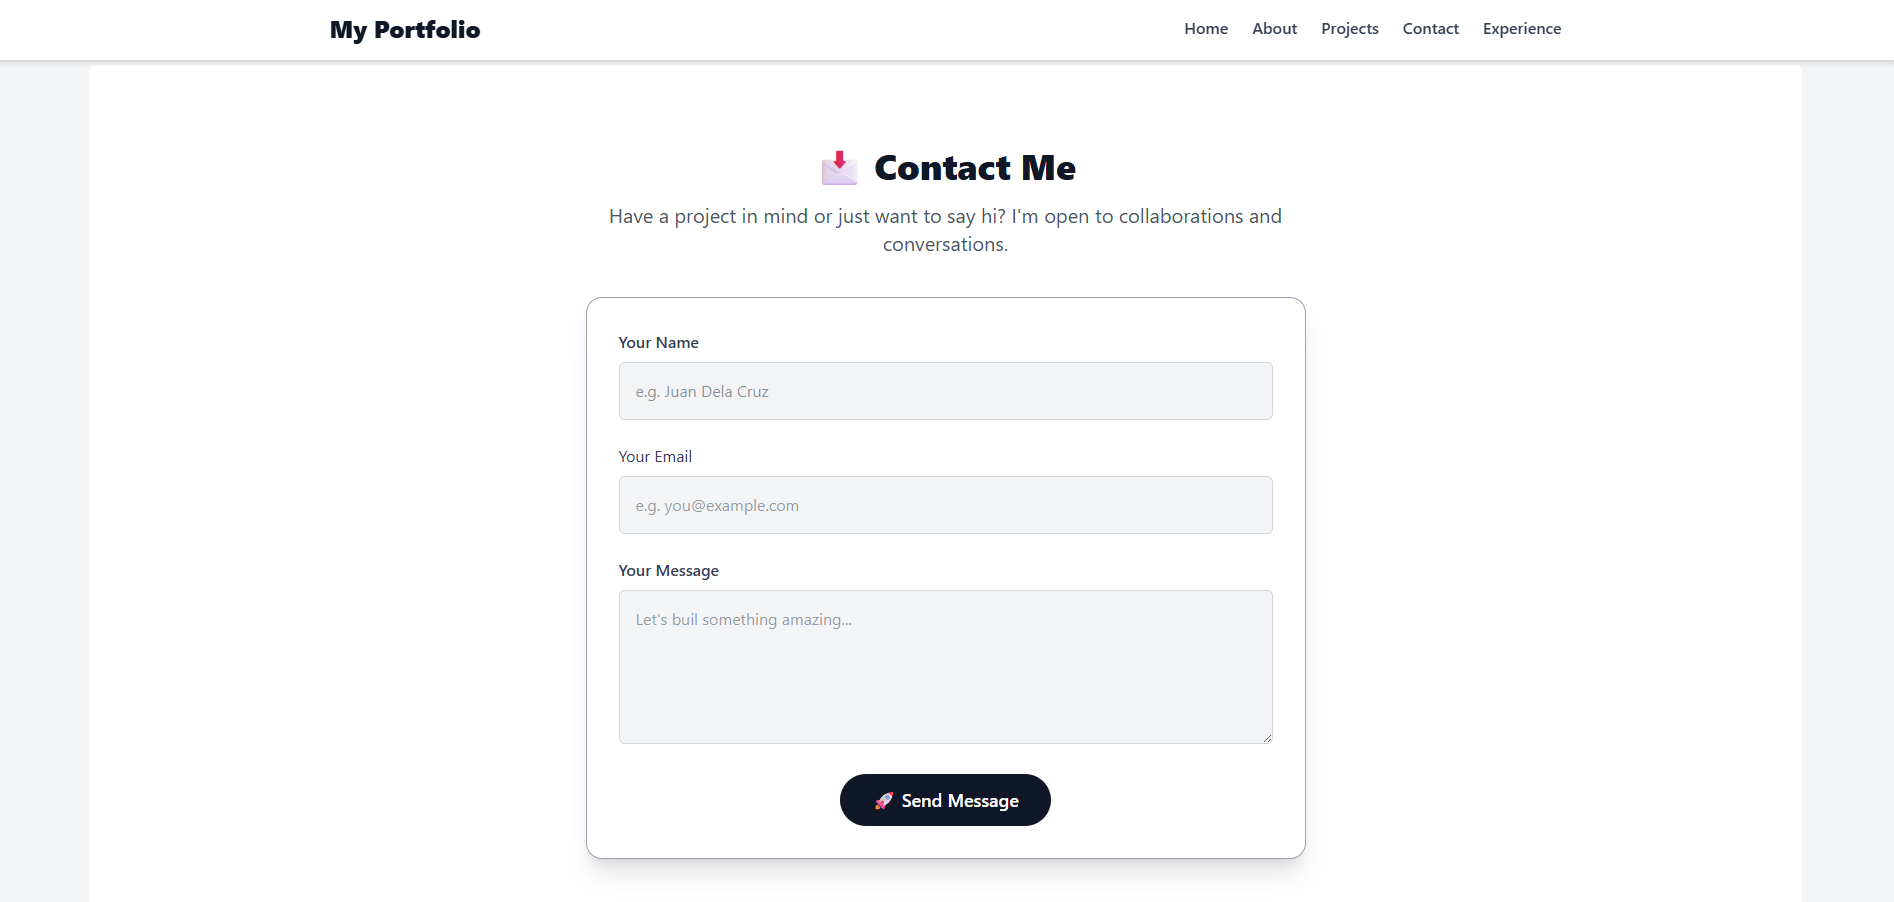 My Portfolio
Home About Projects Contact Experience
Contact Me
Have a project in mind or just want to say hi? I'm open to collaborations and
conversations.
Your Name
e.g. Juan Dela Cruz
Your Email
e.g. you@example.com
Your Message
Let's buil something amazing...
Send Message